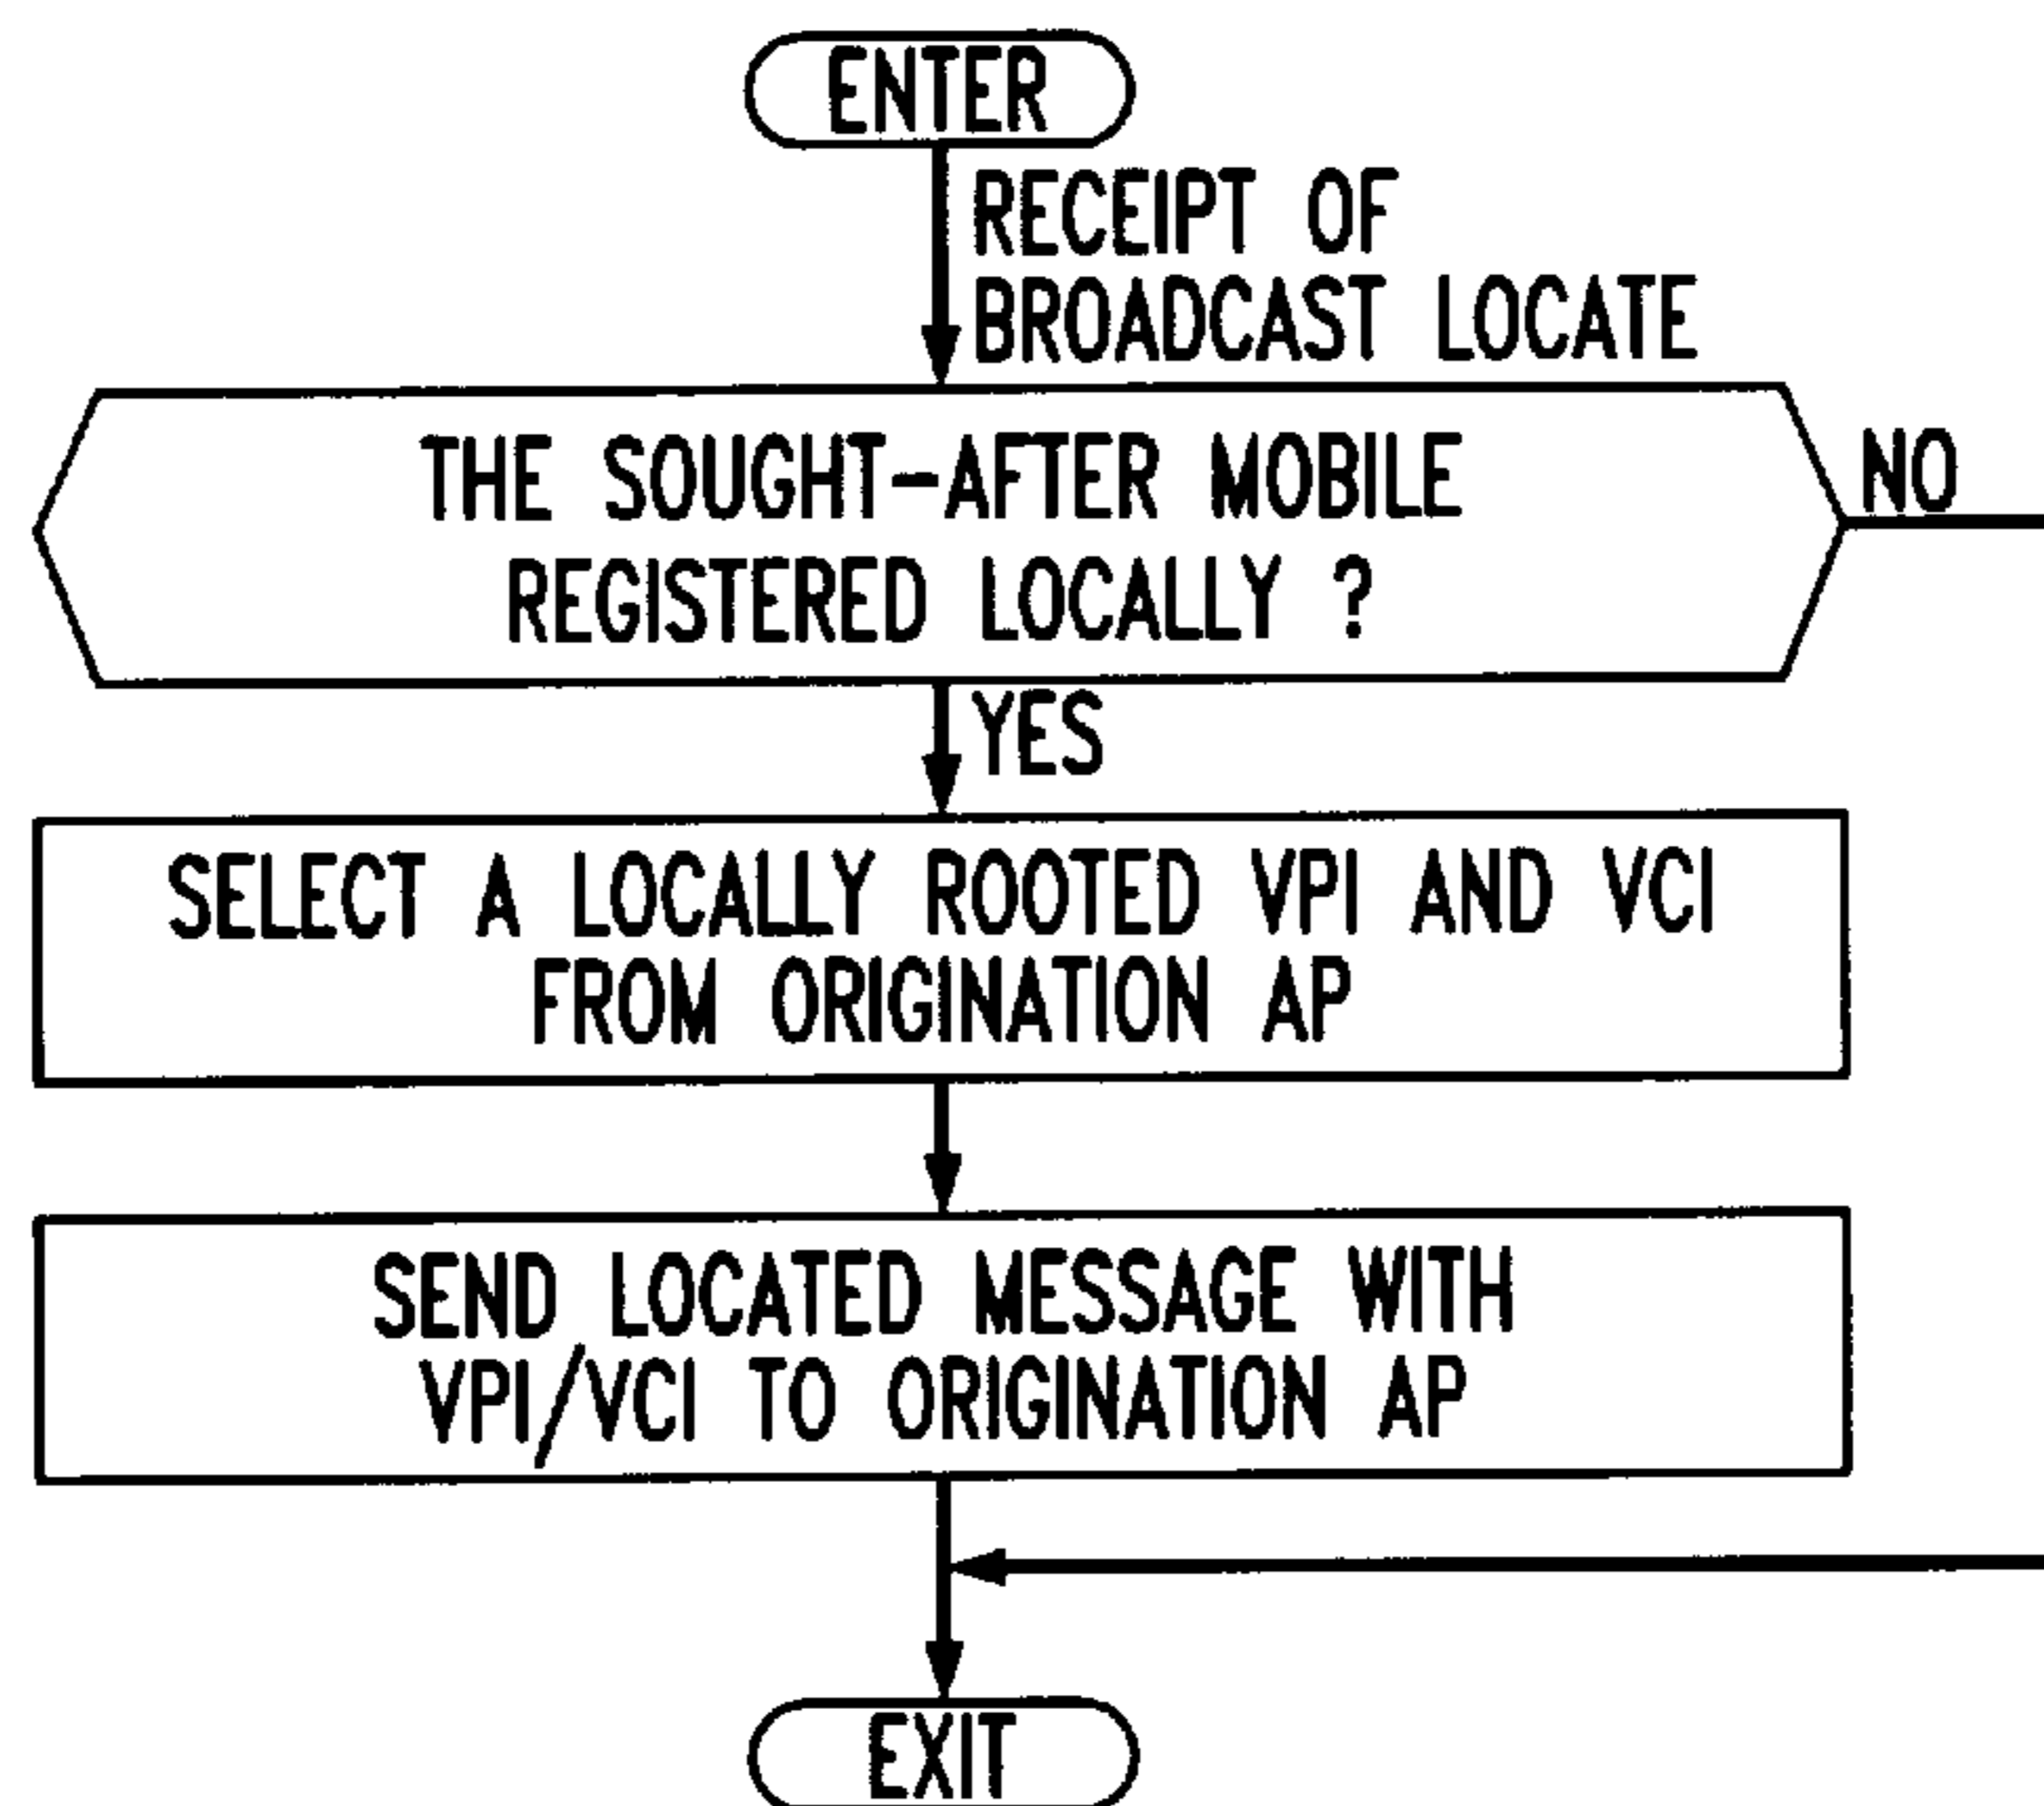 ENTER
RECEIPT OF
BROADCAST LOCATE
THE SOUGHT-AFTER MOBILE
REGISTERED LOCALLY ?
NO
YES
SELECT A LOCALLY ROOTED VPI AND VCI
FROM ORIGINATION AP
SEND LOCATED MESSAGE WITH
VPI/VCI TO ORIGINATION AP
EXIT